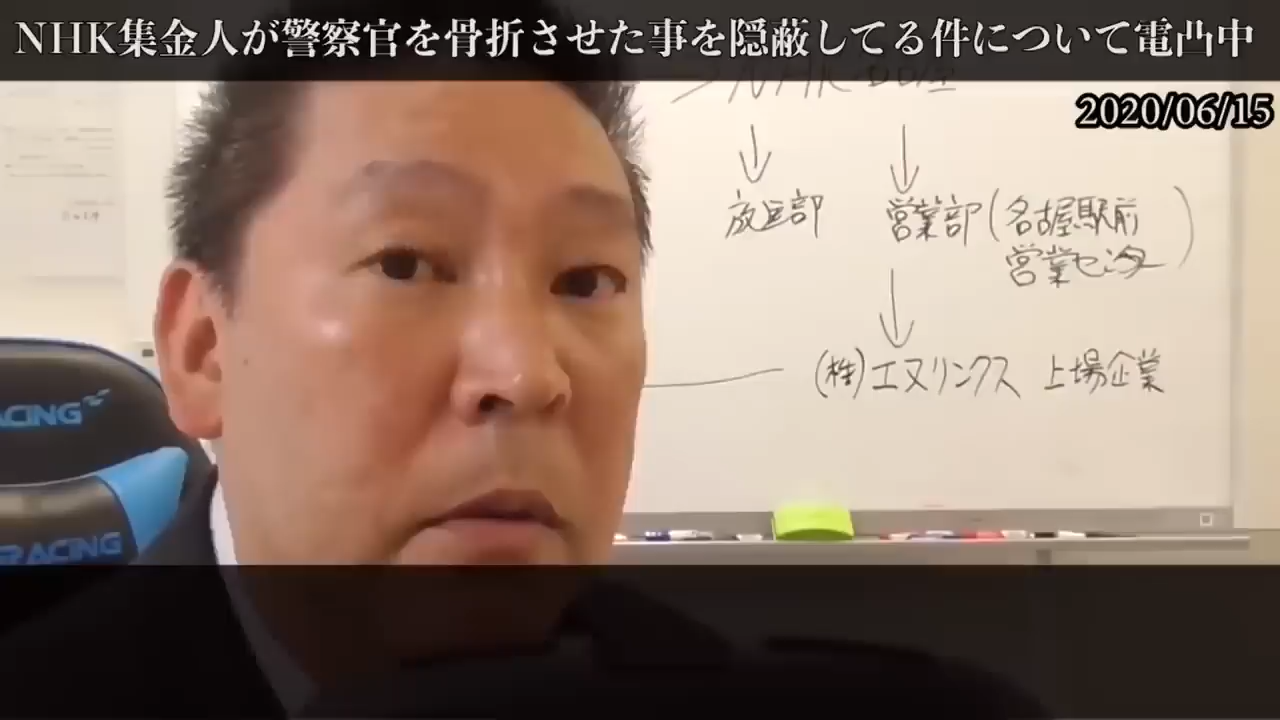 NHK集金人が警察官を骨折させた事を隠蔽してる件について電凸中
2020/06/15
放送部
営業部(名古屋駅前
営業センター)
(株)エヌリンクス 上場企業
ACING
RACING